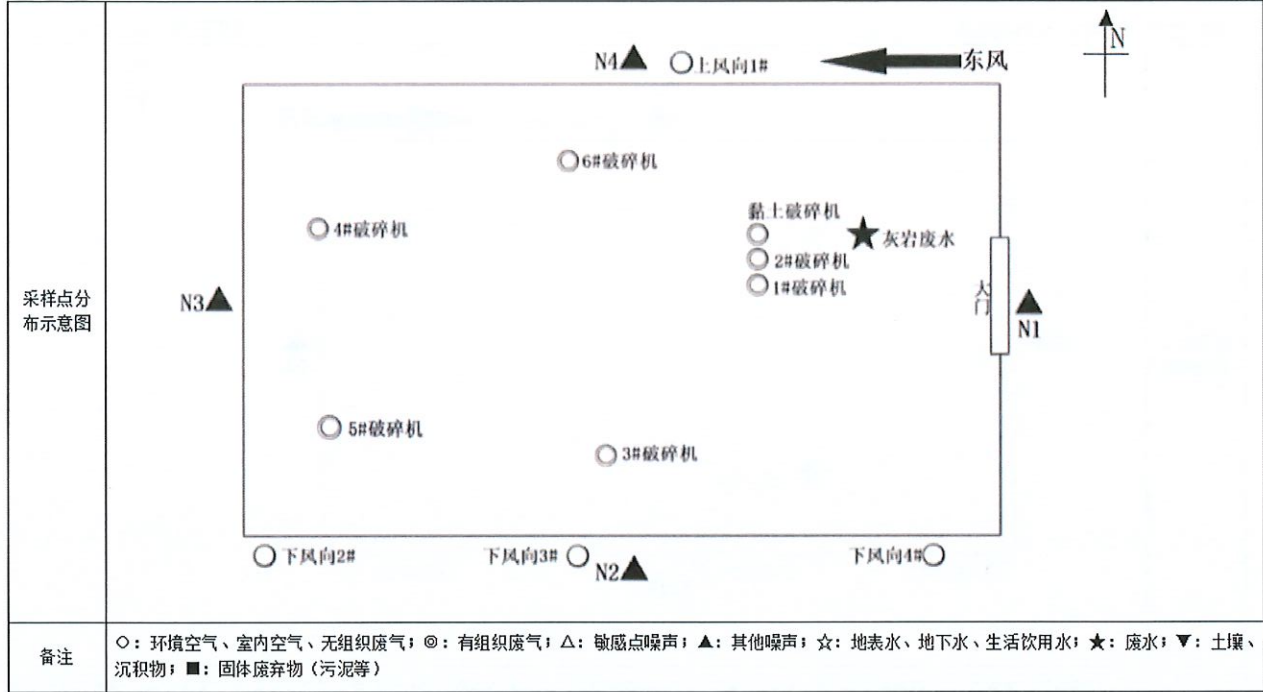 N4▲ ○上风向1# 东风 N
◎6#破碎机
黏土破碎机
◎4#破碎机
★灰岩废水
◎2#破碎机
◎1#破碎机
采样点分
布示意图
N3▲
大门
▲
N1
◎5#破碎机
◎3#破碎机
○下风向2# 下风向3#○ 下风向4#○
N2▲
备注
○：环境空气、室内空气、无组织废气；◎：有组织废气；△：敏感点噪声；▲：其他噪声；☆：地表水、地下水、生活饮用水；★：废水；▼：土壤、
沉积物；■：固体废弃物（污泥等）